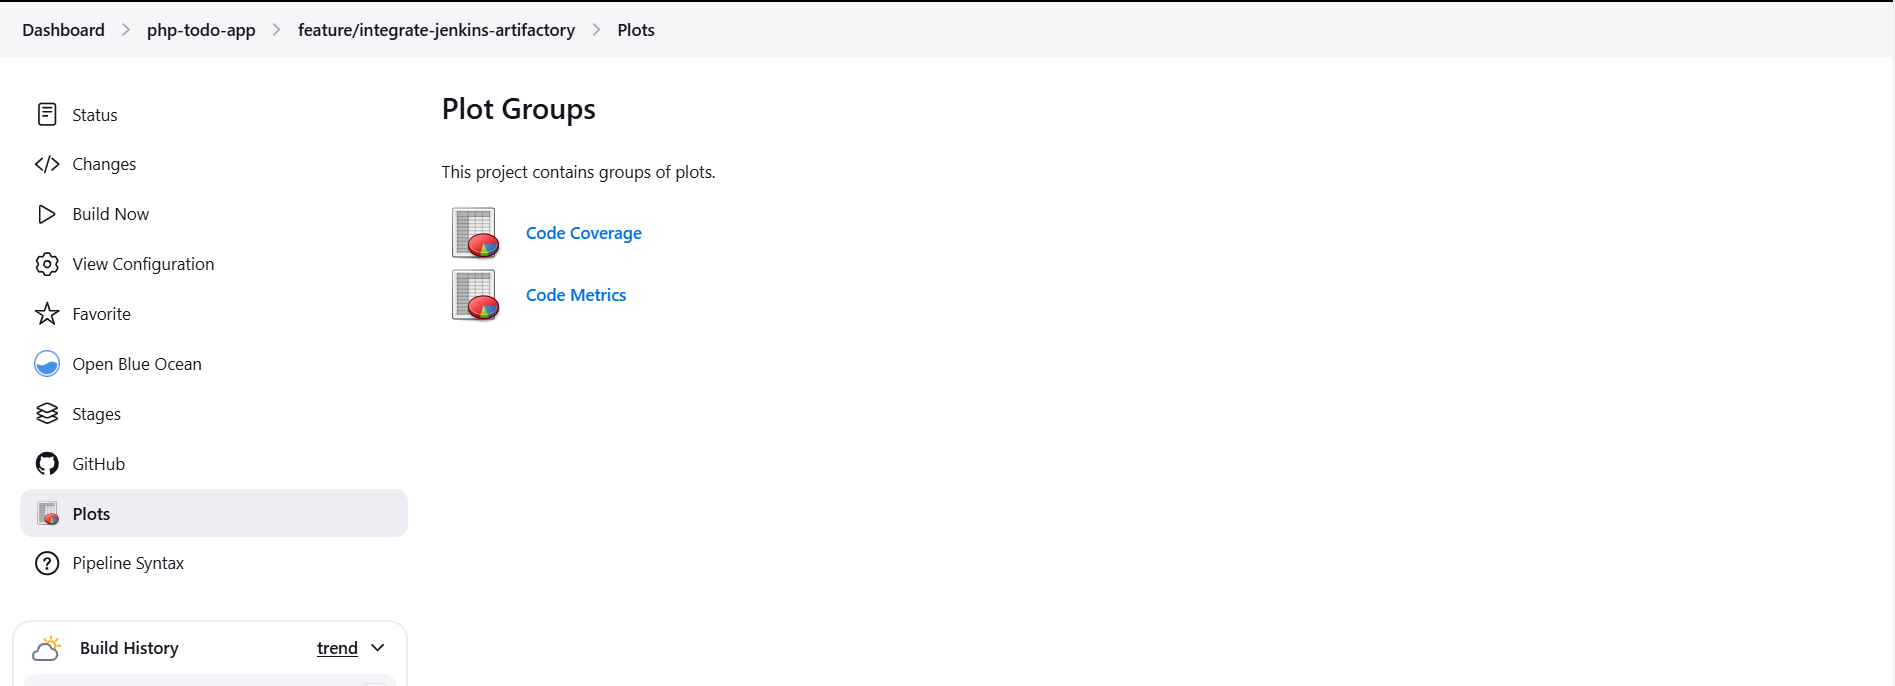 Dashboard > php-todo-app > feature/integrate-jenkins-artifactory > Plots
Status
Changes
Build Now
View Configuration
Favorite
Open Blue Ocean
Stages
GitHub
Plots
Pipeline Syntax
Build History trend
Plot Groups
This project contains groups of plots.
Code Coverage
Code Metrics